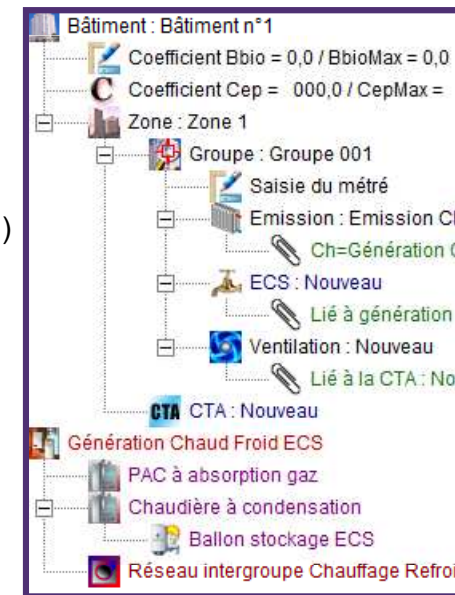 Bâtiment : Bâtiment n°1
Coefficient Bbio = 0,0 / BbioMax = 0,0
C Coefficient Cep = 000,0 / CepMax =
Zone : Zone 1
Groupe : Groupe 001
Saisie du métré
)
Emission : Emission
Ch=Génération
ECS : Nouveau
Lié à génération
Ventilation : Nouveau
Lié à la CTA :
CTA CTA : Nouveau
Génération Chaud Froid ECS
PAC à absorption gaz
Chaudière à condensation
Ballon stockage ECS
Réseau intergroupe Chauffage